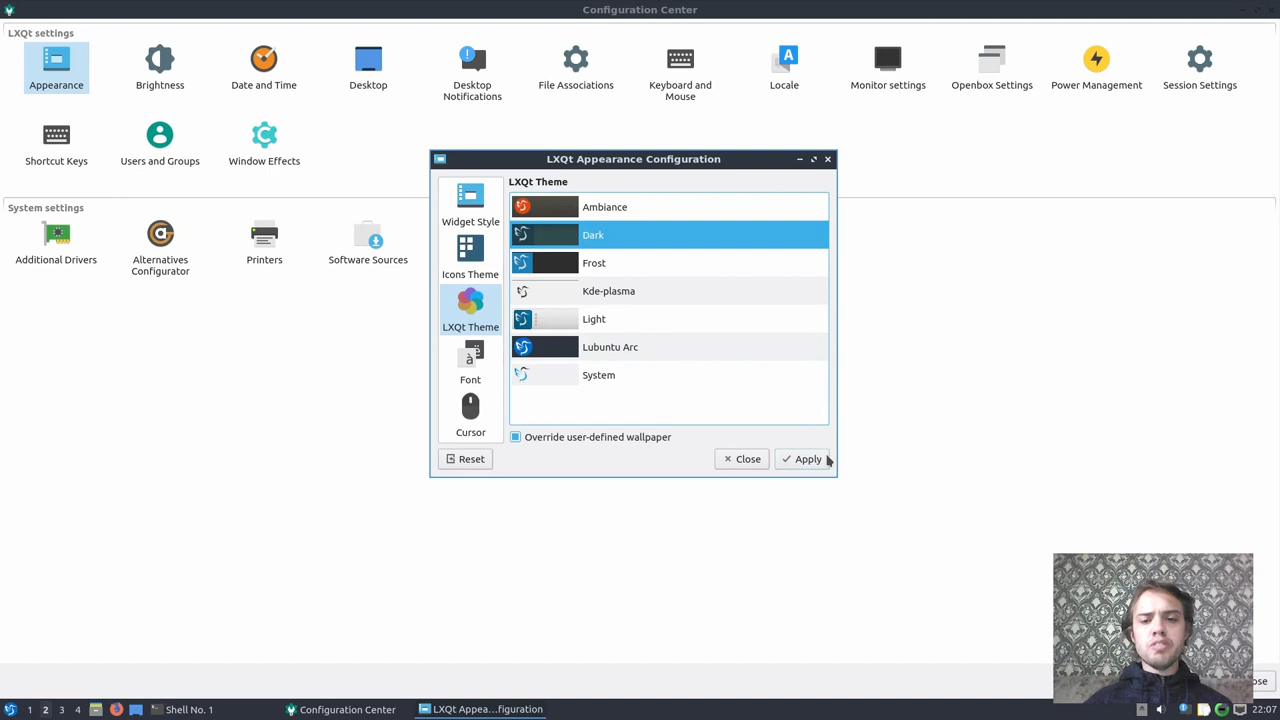 Configuration Center
LXQt settings
Appearance
Brightness
Date and Time
Desktop
Desktop Notifications
File Associations
Keyboard and Mouse
Locale
Monitor settings
Openbox Settings
Power Management
Session Settings
Shortcut Keys
Users and Groups
Window Effects
System settings
Additional Drivers
Alternatives Configurator
Printers
Software Sources
LXQt Appearance Configuration
Widget Style
Icons Theme
LXQt Theme
Font
Cursor
LXQt Theme
Ambiance
Dark
Frost
Kde-plasma
Light
Lubuntu Arc
System
Override user-defined wallpaper
Reset
Close
Apply
ose
1 2 3 4
Shell No. 1
Configuration Center
LXQt Appea...figuration
22:07